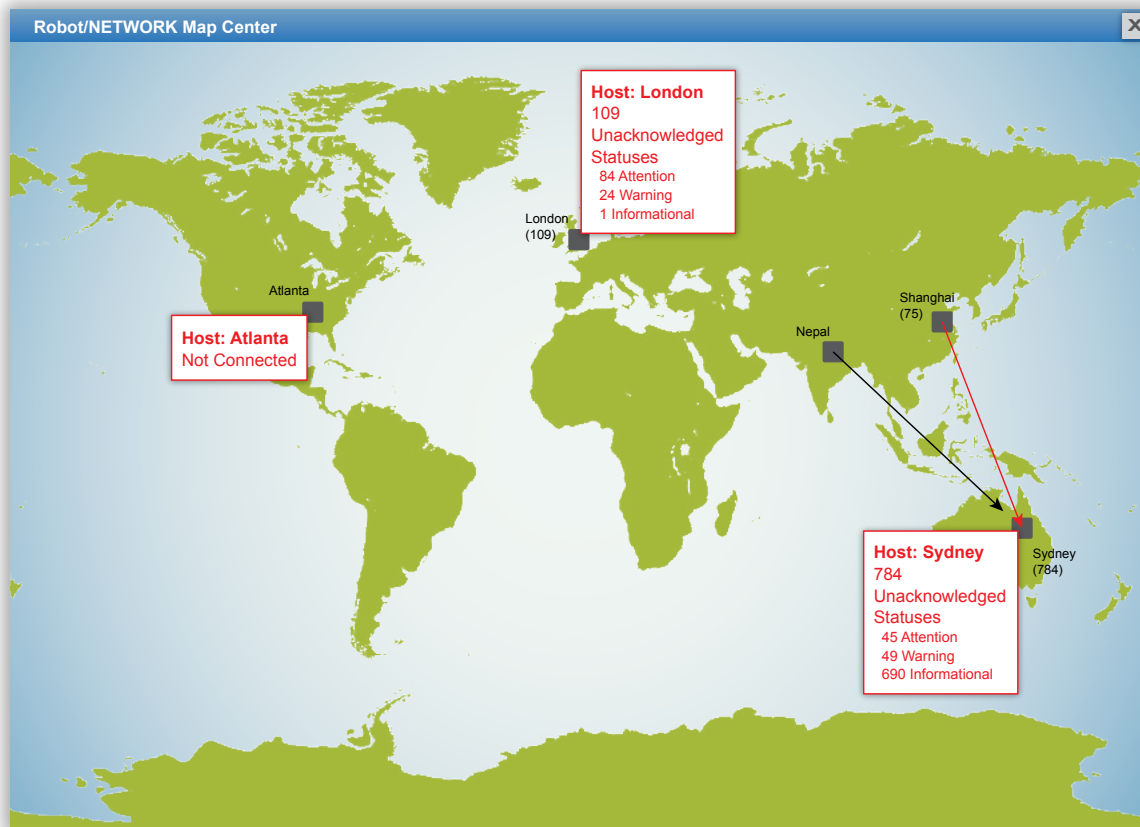 Robot/NETWORK Map Center
X
Host: London
109
Unacknowledged
Statuses
84 Attention
24 Warning
1 Informational
London
(109)
Atlanta
Host: Atlanta
Not Connected
Shanghai
(75)
Nepal
Host: Sydney
784
Unacknowledged
Statuses
45 Attention
49 Warning
690 Informational
Sydney
(784)